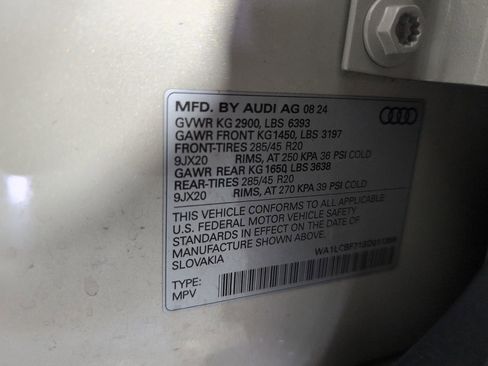 MFD. BY AUDI AG 08 24
GVWR KG 2900, LBS 6393
GAWR FRONT KG1450, LBS 3197
FRONT-TIRES 285/45 R20
9JX20 RIMS, AT 250 KPA 36 PSI COLD
GAWR REAR KG 1650, LBS 3638
REAR-TIRES 285/45 R20
9JX20 RIMS, AT 270 KPA 39 PSI COLD
THIS VEHICLE CONFORMS TO ALL APPLICABLE
U.S. FEDERAL MOTOR VEHICLE SAFETY
STANDARDS IN EFFECT ON THE DATE OF
MANUFACTURE SHOWN ABOVE.
SLOVAKIA
TYPE:
MPV